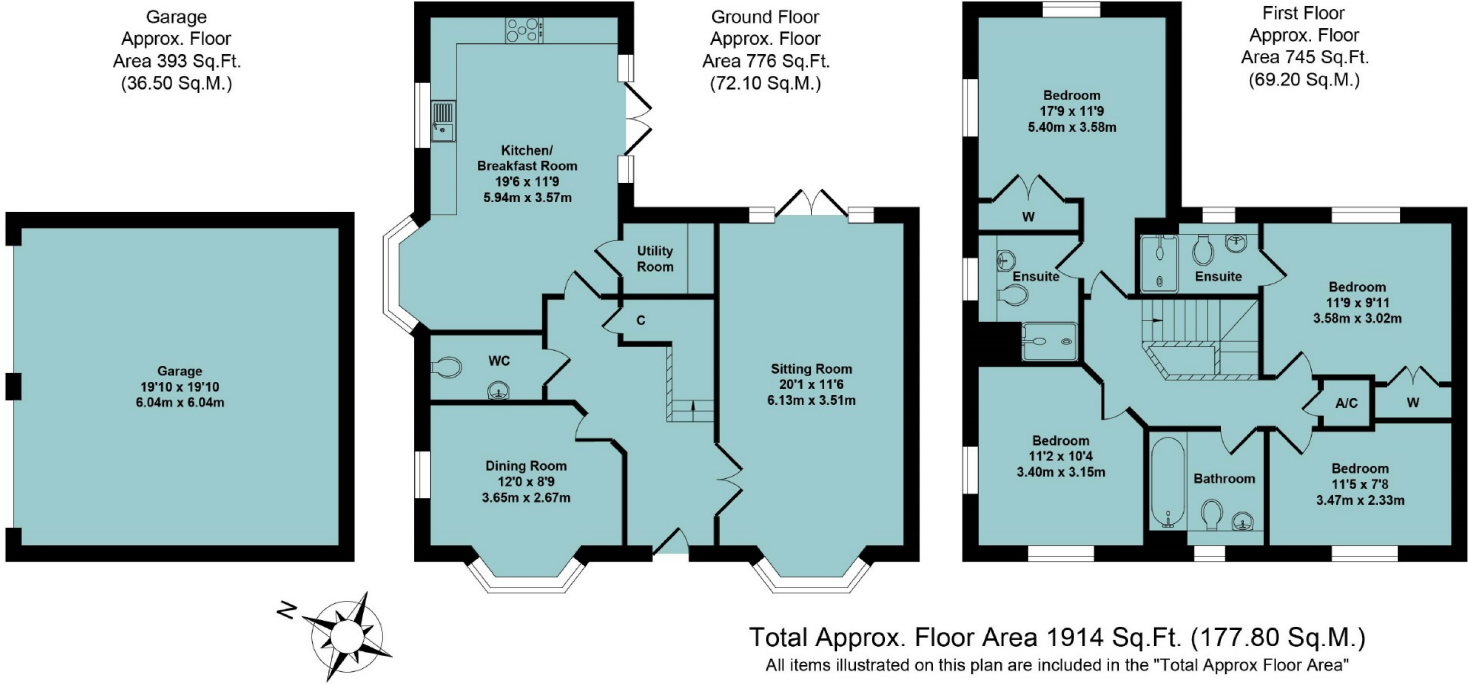 Garage
Approx. Floor
Area 393 Sq.Ft.
(36.50 Sq.M.)
Ground Floor
Approx. Floor
Area 776 Sq.Ft.
(72.10 Sq.M.)
First Floor
Approx. Floor
Area 745 Sq.Ft.
(69.20 Sq.M.)
Garage
19'10 x 19'10
6.04m x 6.04m
Kitchen/
Breakfast Room
19'6 x 11'9
5.94m x 3.57m
Utility
Room
C
WC
Sitting Room
20'1 x 11'6
6.13m x 3.51m
Dining Room
12'0 x 8'9
3.65m x 2.67m
Bedroom
17'9 x 11'9
5.40m x 3.58m
W
Ensuite
Ensuite
Bedroom
11'9 x 9'11
3.58m x 3.02m
A/C
W
Bedroom
11'2 x 10'4
3.40m x 3.15m
Bathroom
Bedroom
11'5 x 7'8
3.47m x 2.33m
N
Total Approx. Floor Area 1914 Sq.Ft. (177.80 Sq.M.)
All items illustrated on this plan are included in the "Total Approx Floor Area"